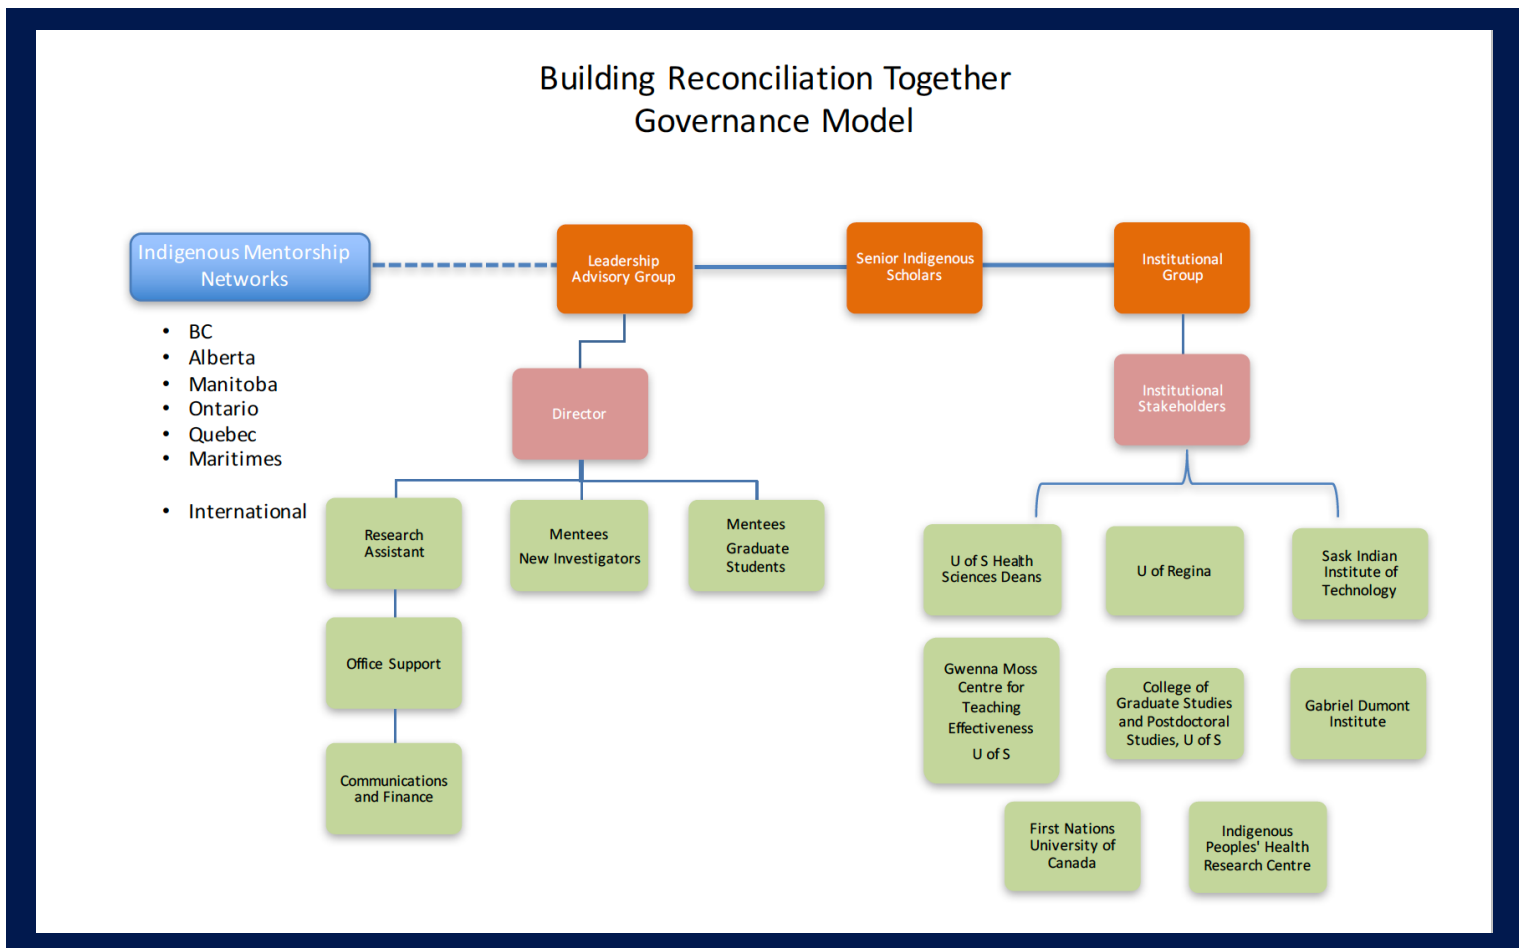 Building Reconciliation Together
Governance Model
Indigenous Mentorship
Networks
• BC
• Alberta
• Manitoba
• Ontario
• Quebec
• Maritimes
• International
Leadership
Advisory Group
Senior Indigenous
Scholars
Institutional
Group
Director
Institutional
Stakeholders
Research
Assistant
Mentees
New Investigators
Mentees
Graduate
Students
Office Support
Communications
and Finance
U of S Health
Sciences Deans
U of Regina
Sask Indian
Institute of
Technology
Gwenna Moss
Centre for
Teaching
Effectiveness
U of S
College of
Graduate Studies
and Postdoctoral
Studies, U of S
Gabriel Dumont
Institute
First Nations
University of
Canada
Indigenous
Peoples' Health
Research Centre